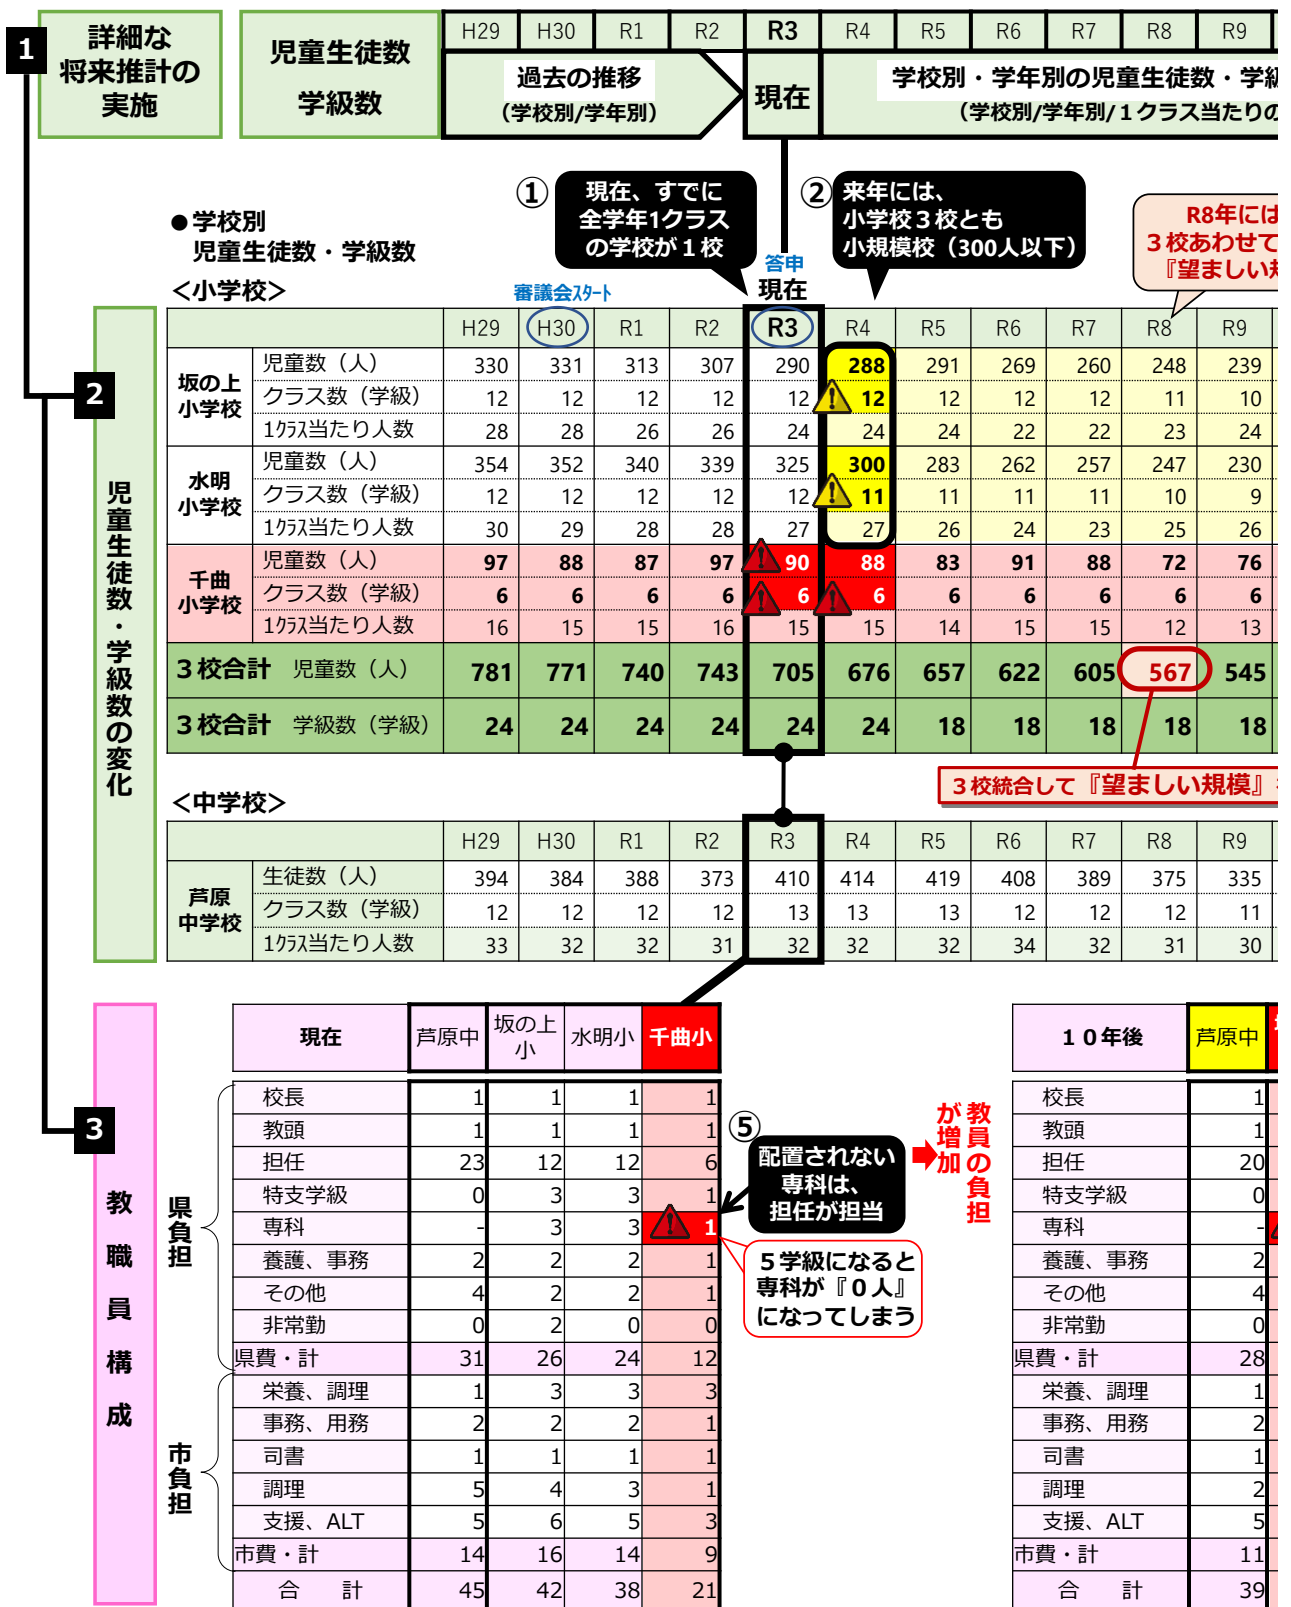 1
詳細な
将来推計の
実施
児童生徒数
学級数
H29 H30 R1 R2 R3 R4 R5 R6 R7 R8 R9
過去の推移
(学校別/学年別)
現在
学校別・学年別の児童生徒数・学
(学校別/学年別/１クラス当たりの
① 現在、すでに
全学年1クラス
の学校が１校
② 来年には、
小学校３校とも
小規模校（300人以下）
R8年には
３校あわせて
『望ましい規
●学校別
児童生徒数・学級数
＜小学校＞
審議会ｽﾀｰﾄ
答申
現在
2
児童生徒数・学級数の変化
H29 H30 R1 R2 R3 R4 R5 R6 R7 R8 R9
坂の上
小学校
児童数（人） 330 331 313 307 290 288 291 269 260 248 239
クラス数（学級） 12 12 12 12 12 12 12 12 12 11 10
1ｸﾗｽ当たり人数 28 28 26 26 24 24 24 22 22 23 24
水明
小学校
児童数（人） 354 352 340 339 325 300 283 262 257 247 230
クラス数（学級） 12 12 12 12 12 11 11 11 11 10 9
1ｸﾗｽ当たり人数 30 29 28 28 27 27 26 24 23 25 26
千曲
小学校
児童数（人） 97 88 87 97 90 88 83 91 88 72 76
クラス数（学級） 6 6 6 6 6 6 6 6 6 6 6
1ｸﾗｽ当たり人数 16 15 15 16 15 15 14 15 15 12 13
３校合計 児童数（人） 781 771 740 743 705 676 657 622 605 567 545
３校合計 学級数（学級） 24 24 24 24 24 24 18 18 18 18 18
３校統合して『望ましい規模』
＜中学校＞
H29 H30 R1 R2 R3 R4 R5 R6 R7 R8 R9
芦原
中学校
生徒数（人） 394 384 388 373 410 414 419 408 389 375 335
クラス数（学級） 12 12 12 12 13 13 13 12 12 12 11
1ｸﾗｽ当たり人数 33 32 32 31 32 32 32 34 32 31 30
3
教職員構成
県負担
市負担
現在 芦原中 坂の上小 水明小 千曲小
校長 1 1 1 1
教頭 1 1 1 1
担任 23 12 12 6
特支学級 0 3 3 1
専科 - 3 3 1
養護、事務 2 2 2 1
その他 4 2 2 1
非常勤 0 2 0 0
県費・計 31 26 24 12
栄養、調理 1 3 3 3
事務、用務 2 2 2 1
司書 1 1 1 1
調理 5 4 3 1
支援、ALT 5 6 5 3
市費・計 14 16 14 9
合　計 45 42 38 21
⑤
配置されない
専科は、
担任が担当
５学級になると
専科が『０人』
になってしまう
教員の負担
が増加
１０年後 芦原中
校長 1
教頭 1
担任 20
特支学級 0
専科 -
養護、事務 2
その他 4
非常勤 0
県費・計 28
栄養、調理 1
事務、用務 2
司書 1
調理 2
支援、ALT 5
市費・計 11
合　計 39